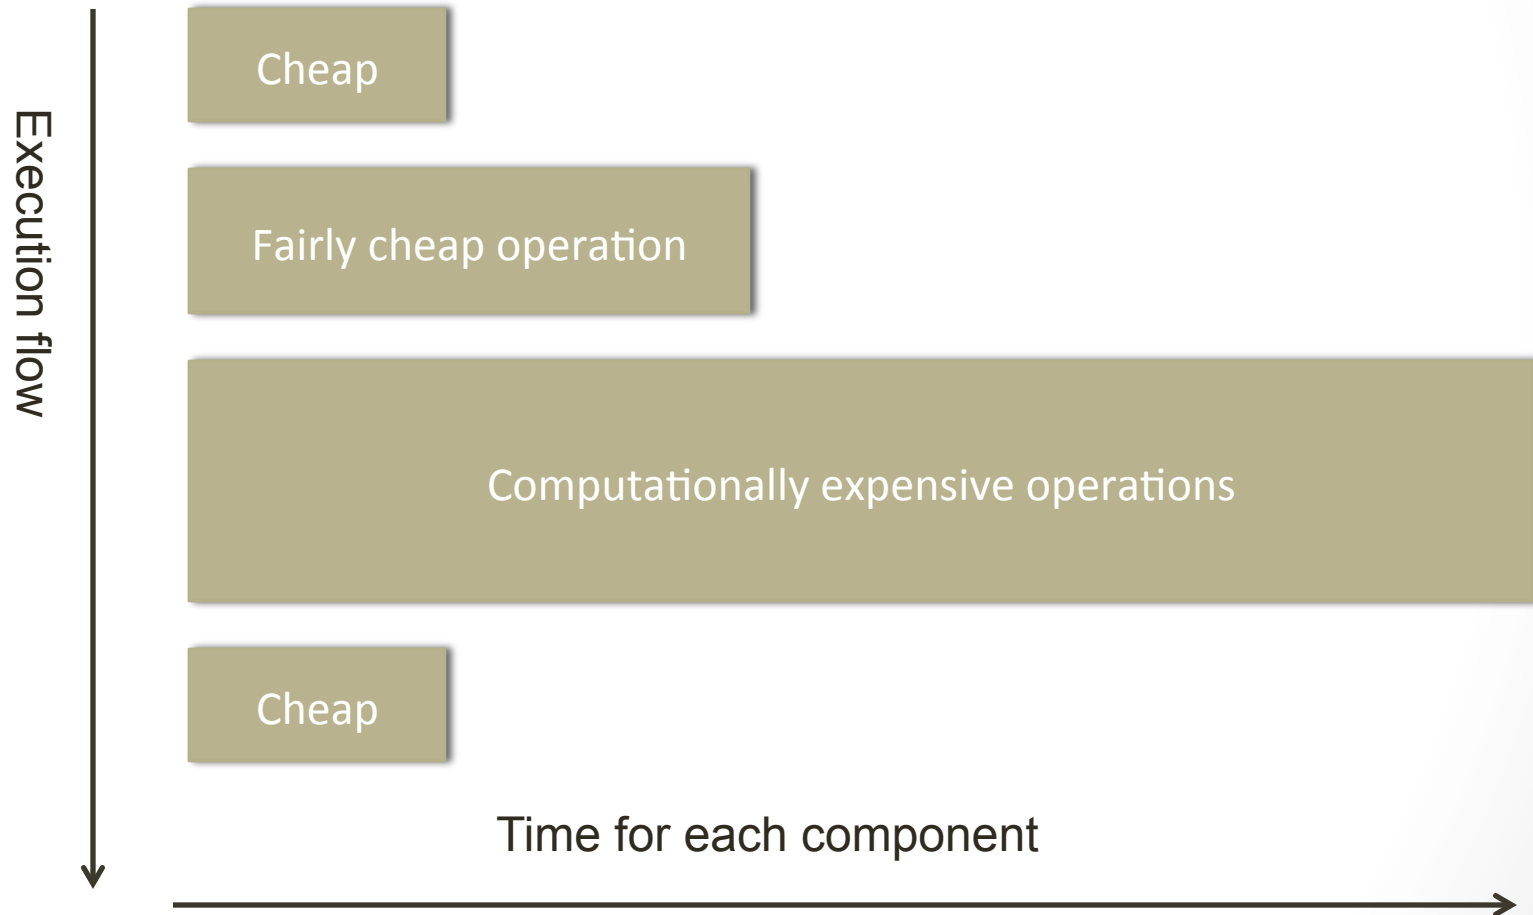 Cheap
Execution flow
Fairly cheap operation
Computationally expensive operations
Cheap
Time for each component